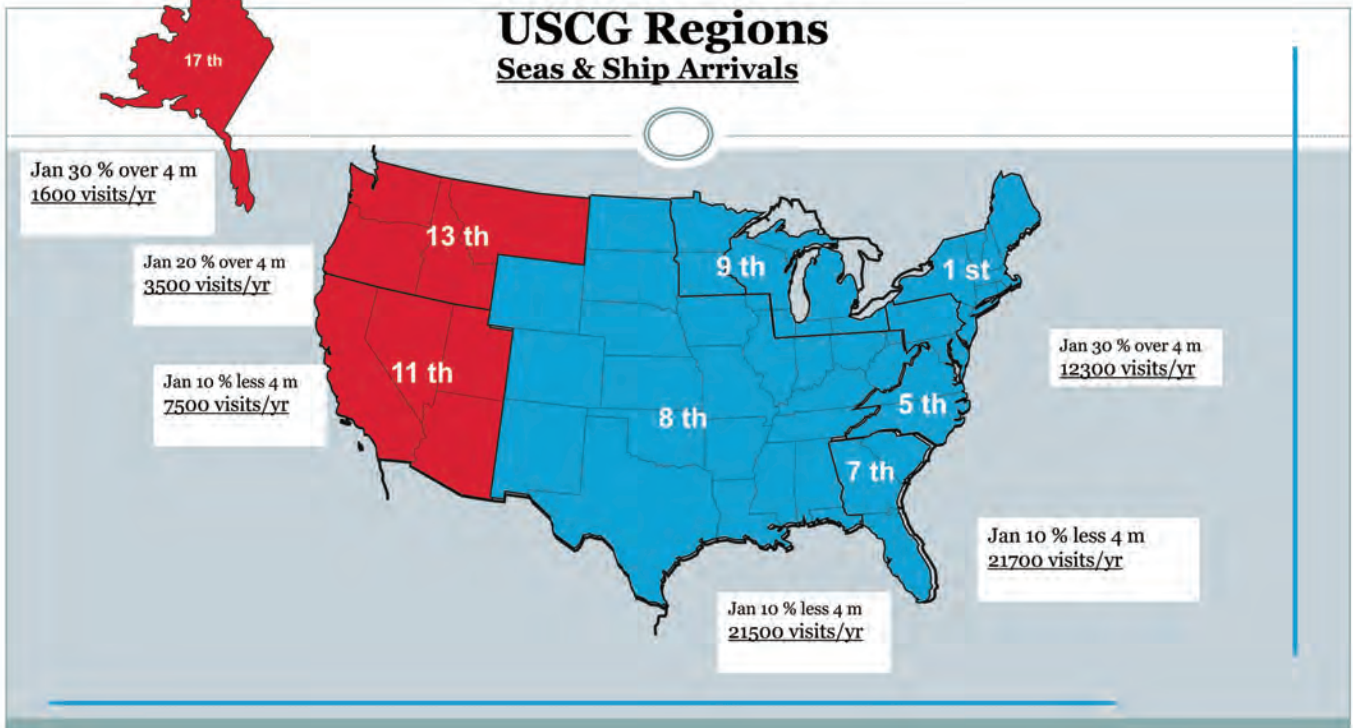 USCG Regions
Seas & Ship Arrivals
17 th
Jan 30 % over 4 m
1600 visits/yr
13 th
9 th
1 st
Jan 20 % over 4 m
3500 visits/yr
11 th
Jan 10 % less 4 m
7500 visits/yr
8 th
5 th
7 th
Jan 30 % over 4 m
12300 visits/yr
Jan 10 % less 4 m
21700 visits/yr
Jan 10 % less 4 m
21500 visits/yr